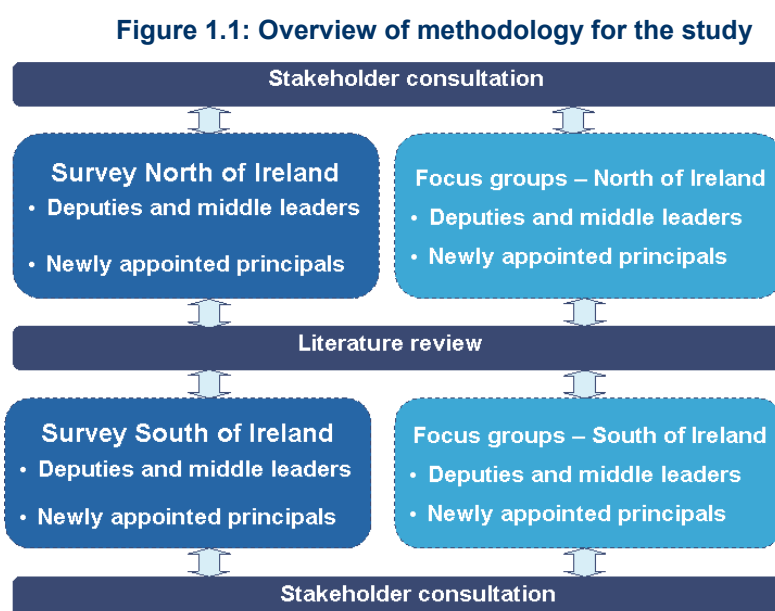 Figure 1.1: Overview of methodology for the study
Stakeholder consultation
Survey North of Ireland
• Deputies and middle leaders
• Newly appointed principals
Focus groups – North of Ireland
• Deputies and middle leaders
• Newly appointed principals
Literature review
Survey South of Ireland
• Deputies and middle leaders
• Newly appointed principals
Focus groups – South of Ireland
• Deputies and middle leaders
• Newly appointed principals
Stakeholder consultation